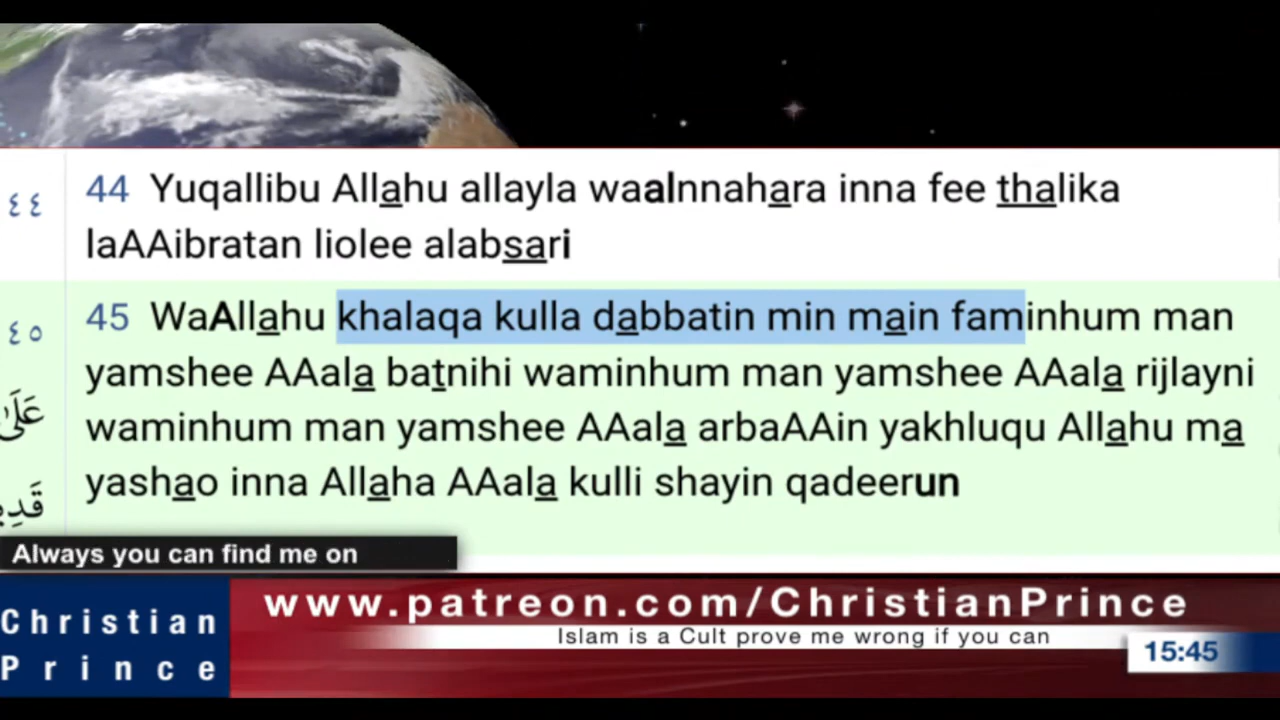 ٤٤
44 Yuqallibu Allahu allayla waalnnahara inna fee thalika
laAAibratan liolee alabsari
٤٥
45 WaAllahu khalaqa kulla dabbatin min main faminhum man
yamshee AAala batnihi waminhum man yamshee AAala rijlayni
عَلَىٰ
waminhum man yamshee AAala arbaAAin yakhluqu Allahu ma
yashao inna Allaha AAala kulli shayin qadeerun
Always you can find me on
Christian
Prince
www.patreon.com/ChristianPrince
Islam is a Cult prove me wrong if you can
15:45